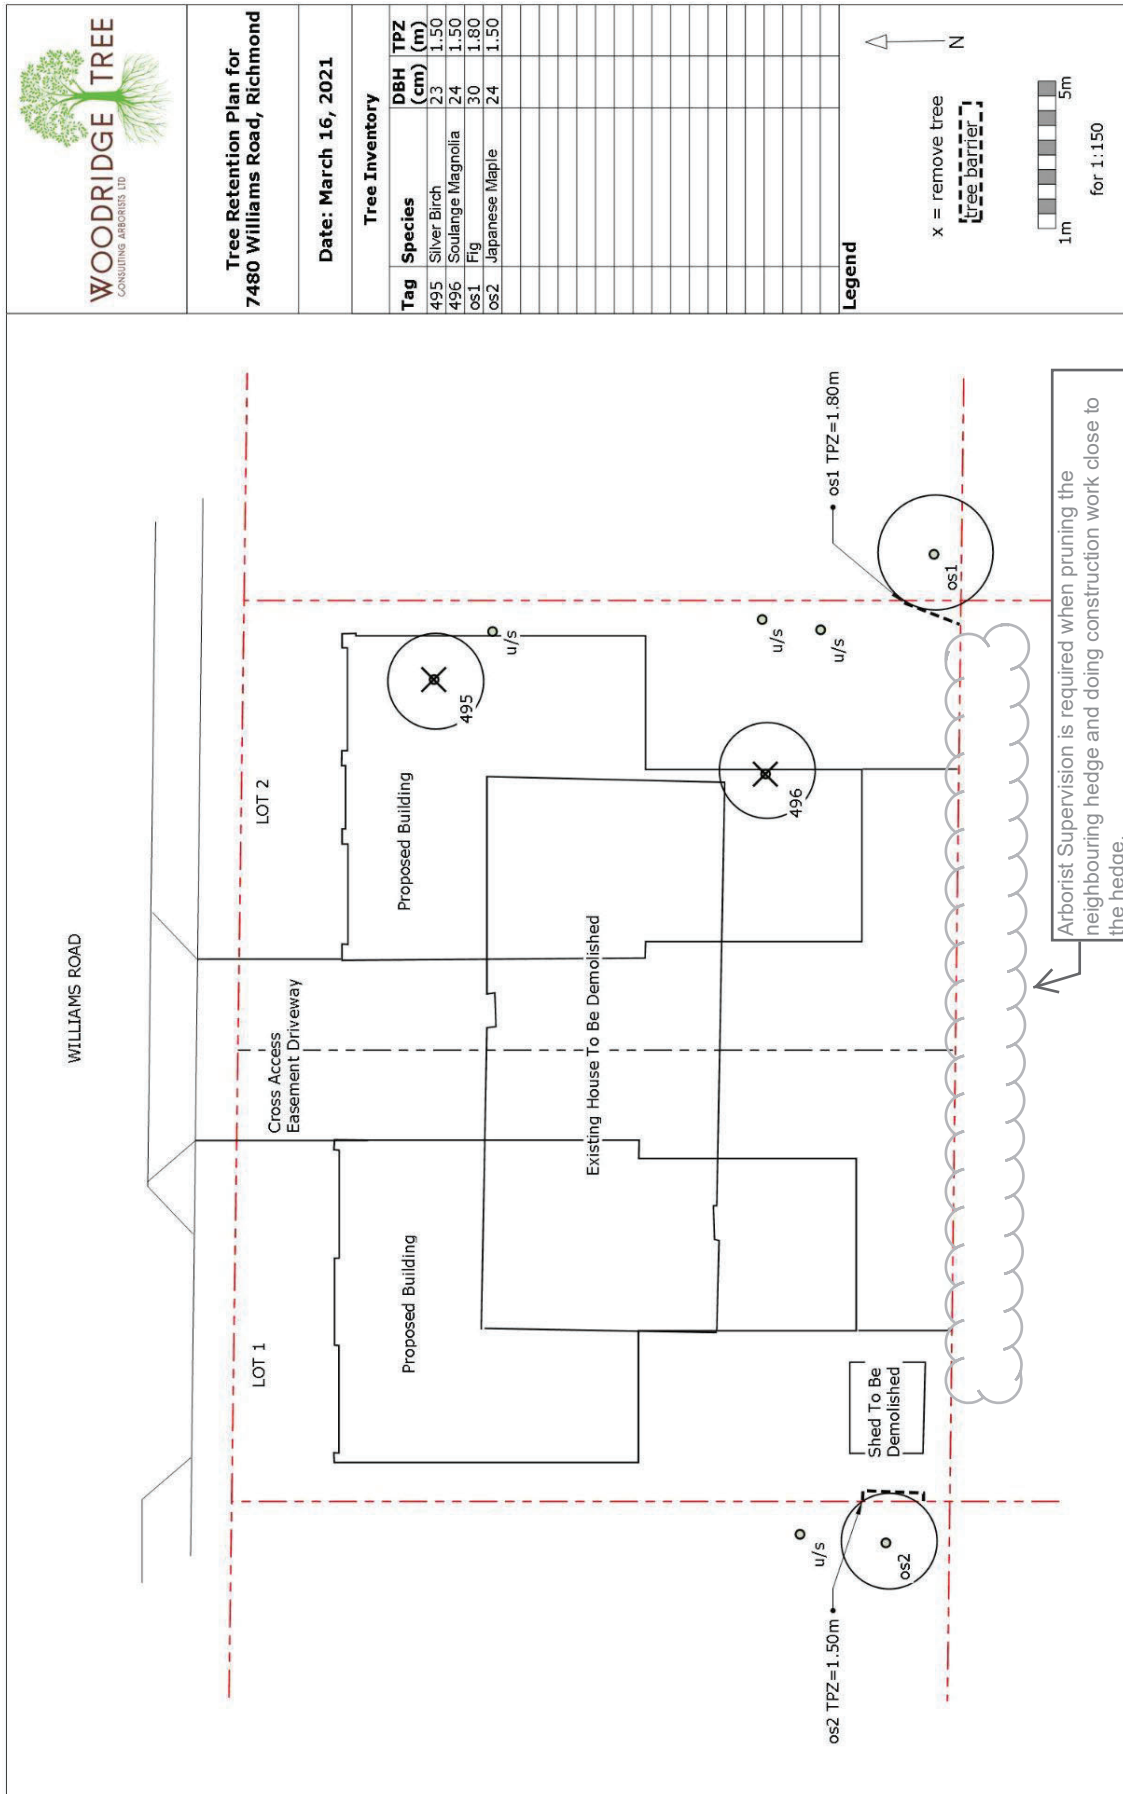 WILLIAMS ROAD
LOT 1
LOT 2
Cross Access
Easement Driveway
Proposed Building
Proposed Building
495
u/s
Existing House To Be Demolished
496
u/s
u/s
Shed To Be
Demolished
u/s
os2
os2 TPZ=1.50m
os1
os1 TPZ=1.80m
Arborist Supervision is required when pruning the
neighbouring hedge and doing construction work close to
the hedge.
WOODRIDGE TREE
CONSULTING ARBORISTS LTD
Tree Retention Plan for
7480 Williams Road, Richmond
Date: March 16, 2021
Tree Inventory
Tag Species DBH (cm) TPZ (m)
495 Silver Birch 23 1.50
496 Soulange Magnolia 24 1.50
os1 Fig 30 1.80
os2 Japanese Maple 24 1.50
Legend
x = remove tree
tree barrier
N
1m 5m
for 1:150